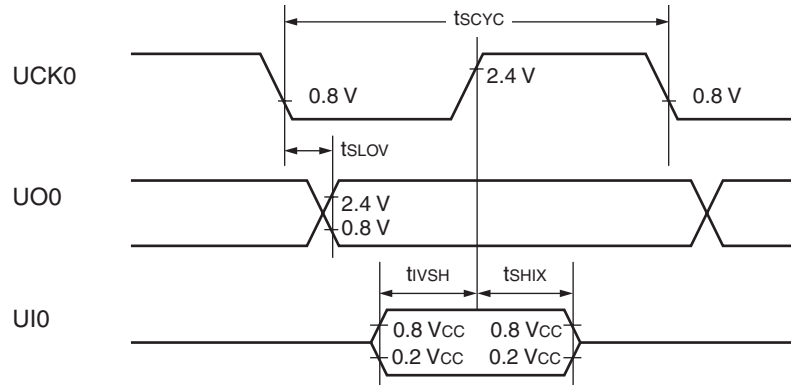 tSCYC
UCK0
2.4 V
0.8 V
0.8 V
tSLOV
UO0
2.4 V
0.8 V
tIVSH
tSHIX
UI0
0.8 VCC
0.8 VCC
0.2 VCC
0.2 VCC